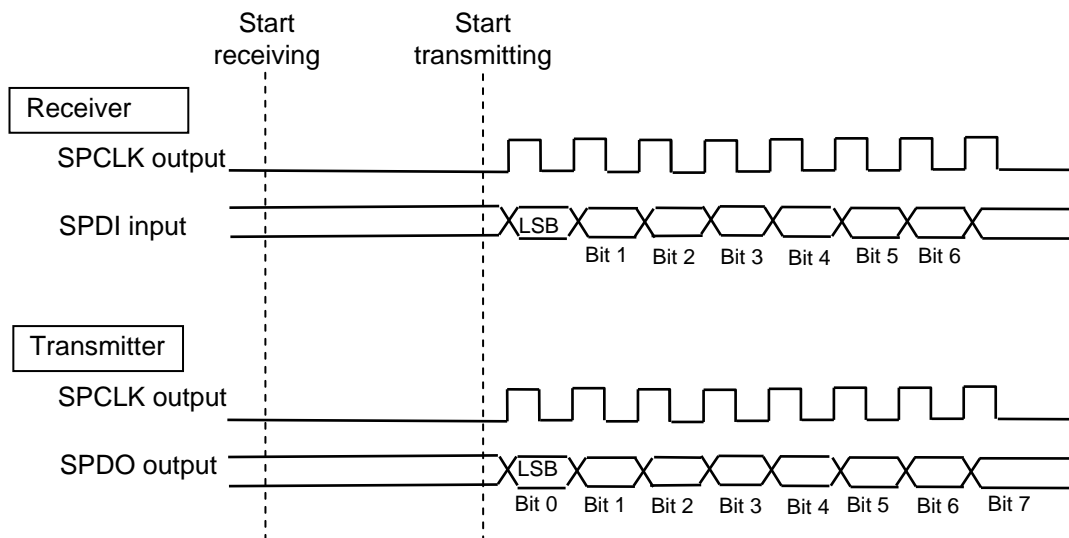 Start
receiving
Start
transmitting
Receiver
SPCLK output
SPDI input
LSB
Bit 1 Bit 2 Bit 3 Bit 4 Bit 5 Bit 6
Transmitter
SPCLK output
SPDO output
LSB
Bit 0 Bit 1 Bit 2 Bit 3 Bit 4 Bit 5 Bit 6 Bit 7